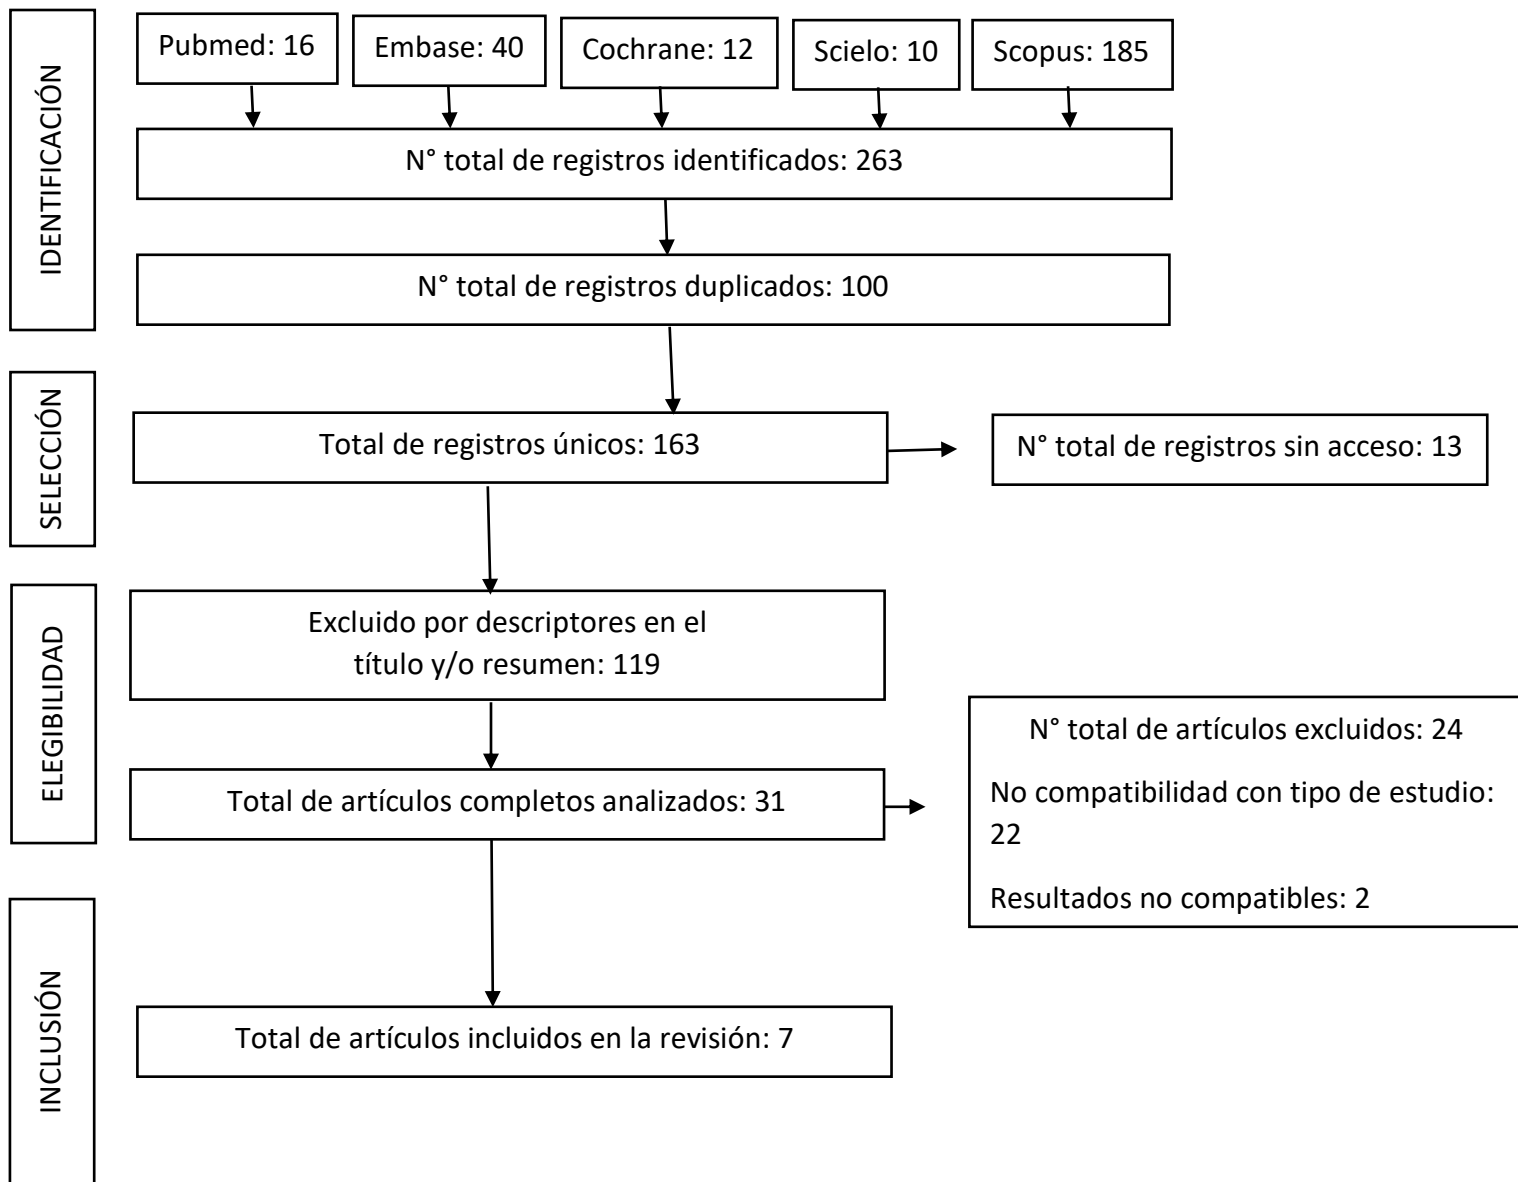 IDENTIFICACIÓN
Pubmed: 16
Embase: 40
Cochrane: 12
Scielo: 10
Scopus: 185
N° total de registros identificados: 263
N° total de registros duplicados: 100
SELECCIÓN
Total de registros únicos: 163
N° total de registros sin acceso: 13
ELEGIBILIDAD
Excluido por descriptores en el
título y/o resumen: 119
Total de artículos completos analizados: 31
N° total de artículos excluidos: 24
No compatibilidad con tipo de estudio:
22
Resultados no compatibles: 2
INCLUSIÓN
Total de artículos incluidos en la revisión: 7